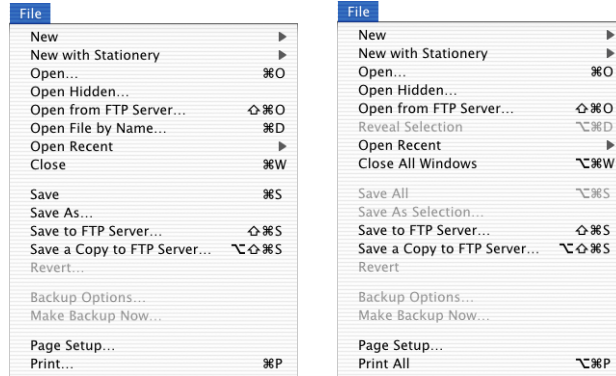 File
New
New with Stationery
Open... ⌘O
Open Hidden...
Open from FTP Server... ⇧⌘O
Open File by Name... ⌘D
Open Recent
Close ⌘W
Save ⌘S
Save As...
Save to FTP Server... ⇧⌘S
Save a Copy to FTP Server... ⌥⇧⌘S
Revert...
Backup Options...
Make Backup Now...
Page Setup...
Print... ⌘P
File
New
New with Stationery
Open... ⌘O
Open Hidden...
Open from FTP Server... ⇧⌘O
Reveal Selection ⌥⌘D
Open Recent
Close All Windows ⌥⌘W
Save All ⌥⌘S
Save As Selection...
Save to FTP Server... ⇧⌘S
Save a Copy to FTP Server... ⌥⇧⌘S
Revert
Backup Options...
Make Backup Now...
Page Setup...
Print All ⌥⌘P